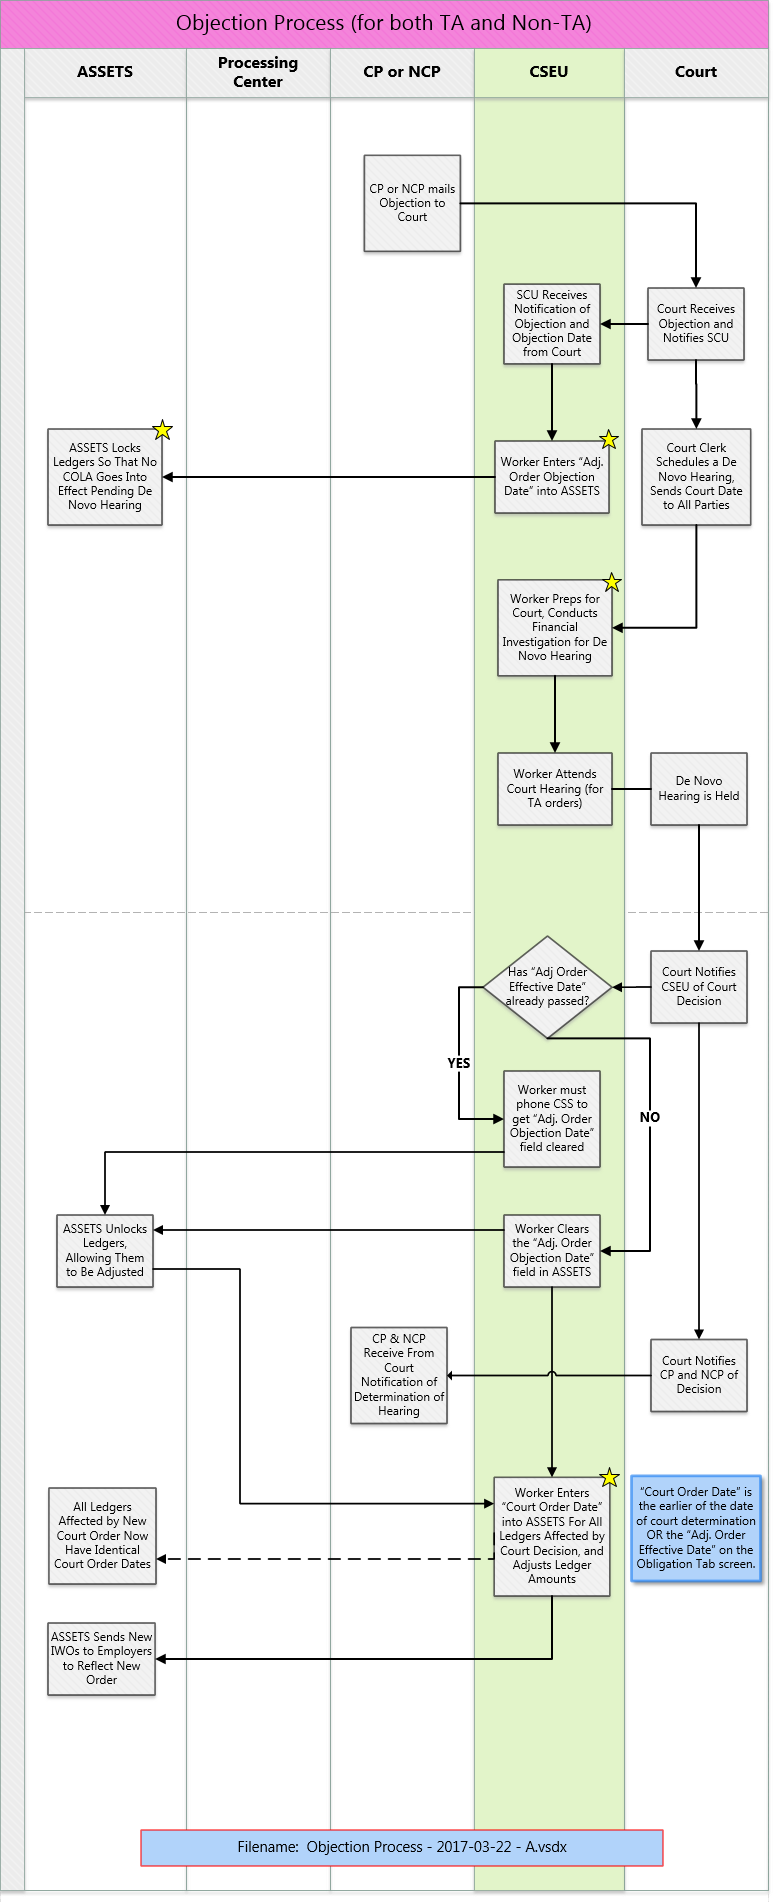 Objection Process (for both TA and Non-TA)
ASSETS
Processing
Center
CP or NCP
CSEU
Court
CP or NCP mails
Objection to
Court
SCU Receives
Notification of
Objection and
Objection Date
from Court
Court Receives
Objection and
Notifies SCU
ASSETS Locks
Ledgers So That No
COLA Goes Into
Effect Pending De
Novo Hearing
Worker Enters “Adj.
Order Objection
Date” into ASSETS
Court Clerk
Schedules a De
Novo Hearing,
Sends Court Date
to All Parties
Worker Preps for
Court, Conducts
Financial
Investigation for De
Novo Hearing
Worker Attends
Court Hearing (for
TA orders)
De Novo
Hearing is Held
Has “Adj Order
Effective Date”
already passed?
Court Notifies
CSEU of Court
Decision
YES
Worker must
phone CSS to
get “Adj. Order
Objection Date”
field cleared
NO
ASSETS Unlocks
Ledgers,
Allowing Them
to Be Adjusted
Worker Clears
the “Adj. Order
Objection Date”
field in ASSETS
CP & NCP
Receive From
Court
Notification of
Determination of
Hearing
Court Notifies
CP and NCP of
Decision
All Ledgers
Affected by New
Court Order Now
Have Identical
Court Order Dates
Worker Enters
“Court Order Date”
into ASSETS For All
Ledgers Affected by
Court Decision, and
Adjusts Ledger
Amounts
“Court Order Date” is
the earlier of the date
of court determination
OR the “Adj. Order
Effective Date” on the
Obligation Tab screen.
ASSETS Sends New
IWOs to Employers
to Reflect New
Order
Filename:  Objection Process - 2017-03-22 - A.vsdx